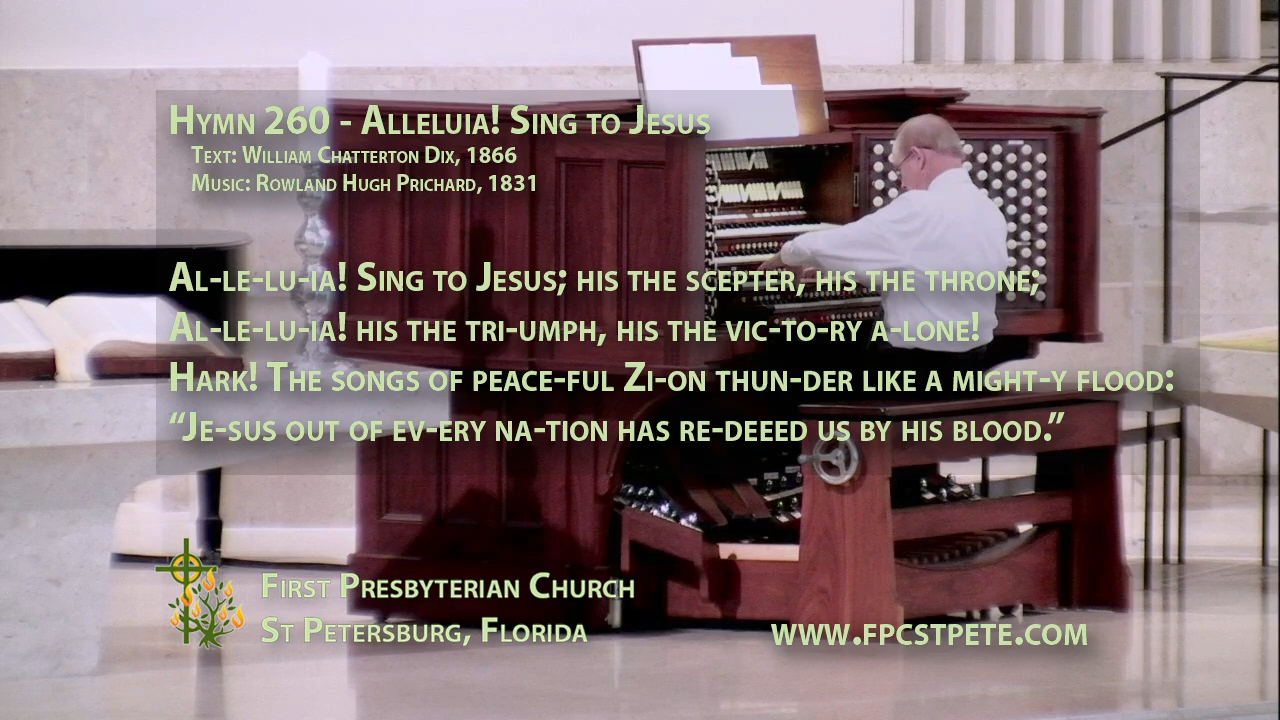 Hymn 260 - Alleluia! Sing to Jesus
Text: William Chatterton Dix, 1866
Music: Rowland Hugh Prichard, 1831
Al-le-lu-ia! Sing to Jesus; his the scepter, his the throne;
Al-le-lu-ia! his the tri-umph, his the vic-to-ry a-lone!
Hark! The songs of peace-ful Zi-on thun-der like a might-y flood:
“Je-sus out of ev-ery na-tion has re-deeed us by his blood.”
First Presbyterian Church
St Petersburg, Florida
www.fpcstpete.com